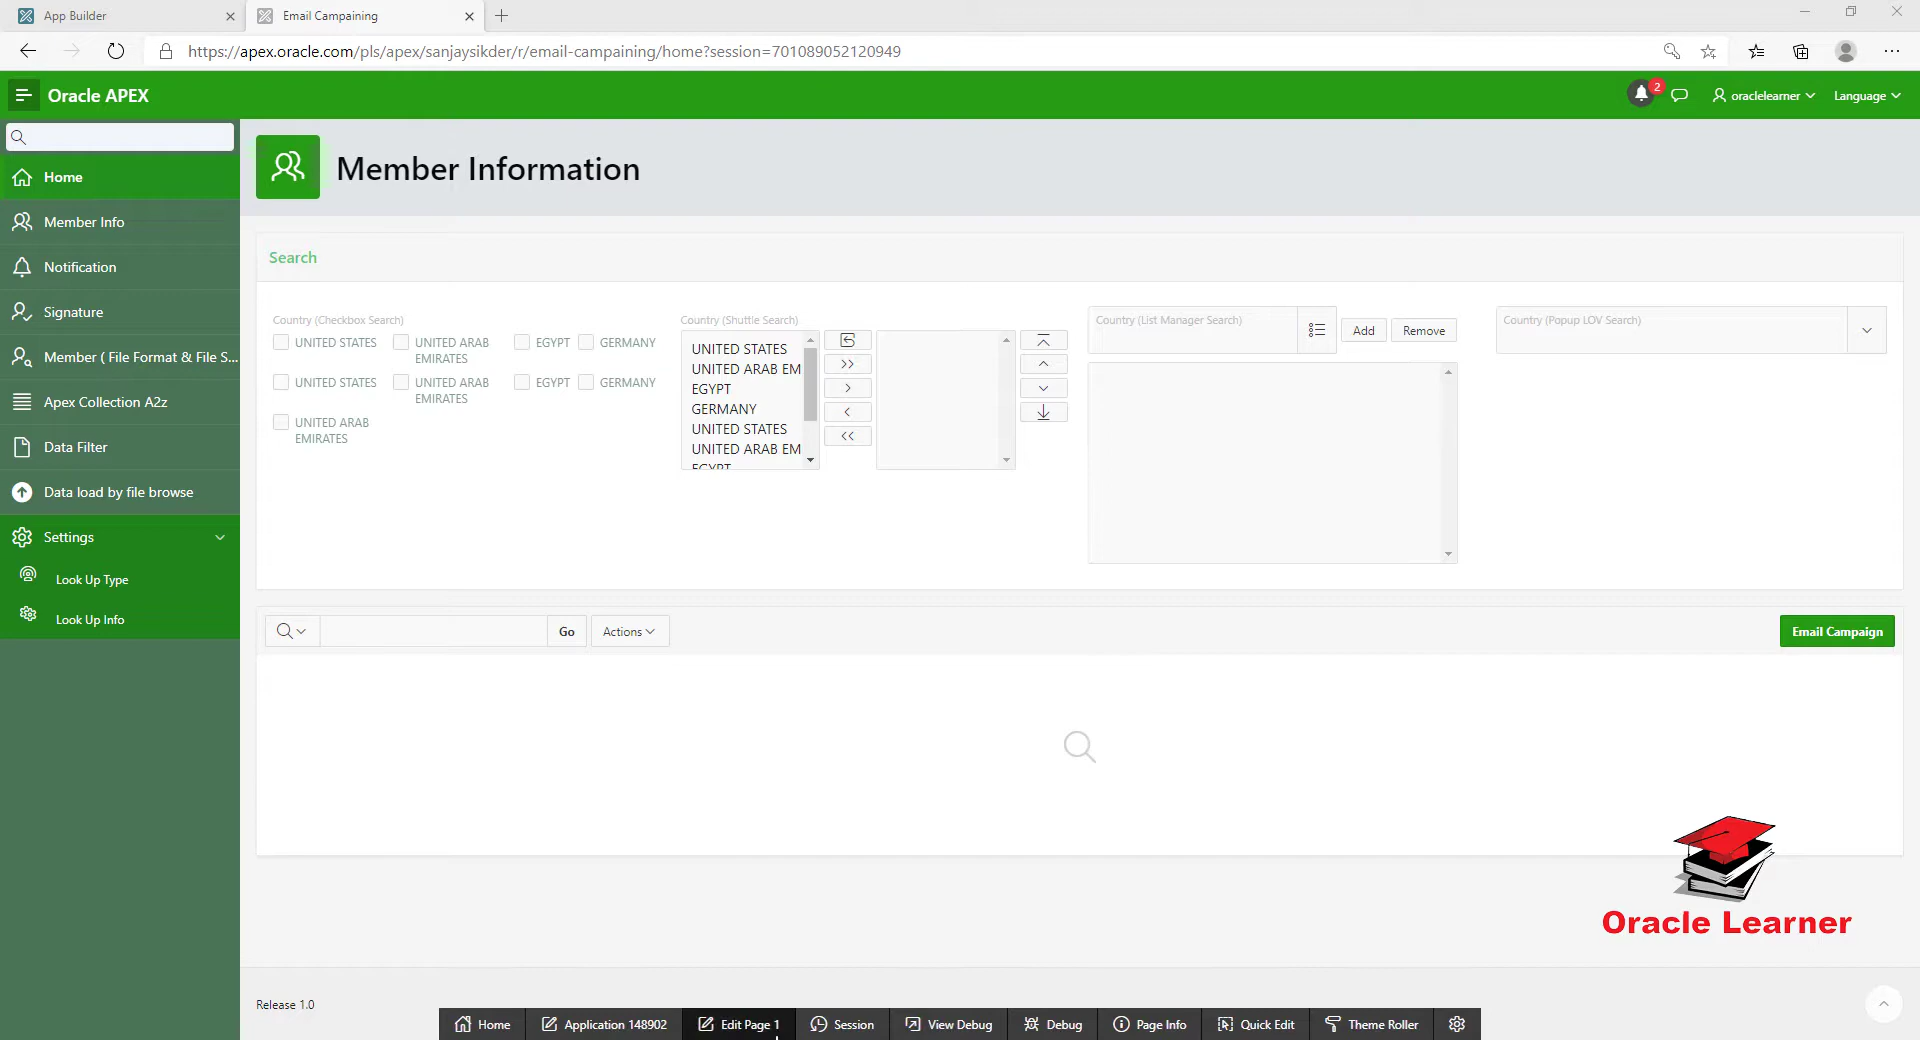 App Builder
Email Campaining
https://apex.oracle.com/pls/apex/sanjaysikder/r/email-campaining/home?session=701089052120949
Oracle APEX
2
oraclelearner
Language
Home
Member Info
Notification
Signature
Member ( File Format & File S...
Apex Collection A2z
Data Filter
Data load by file browse
Settings
Look Up Type
Look Up Info
Member Information
Search
Country (Checkbox Search)
UNITED STATES
UNITED ARAB
EMIRATES
EGYPT
GERMANY
UNITED STATES
UNITED ARAB
EMIRATES
EGYPT
GERMANY
UNITED ARAB
EMIRATES
Country (Shuttle Search)
UNITED STATES
UNITED ARAB EM
EGYPT
GERMANY
UNITED STATES
UNITED ARAB EM
EGYPT
Country (List Manager Search)
Add
Remove
Country (Popup LOV Search)
Go
Actions
Email Campaign
Oracle Learner
Release 1.0
Home
Application 148902
Edit Page 1
Session
View Debug
Debug
Page Info
Quick Edit
Theme Roller